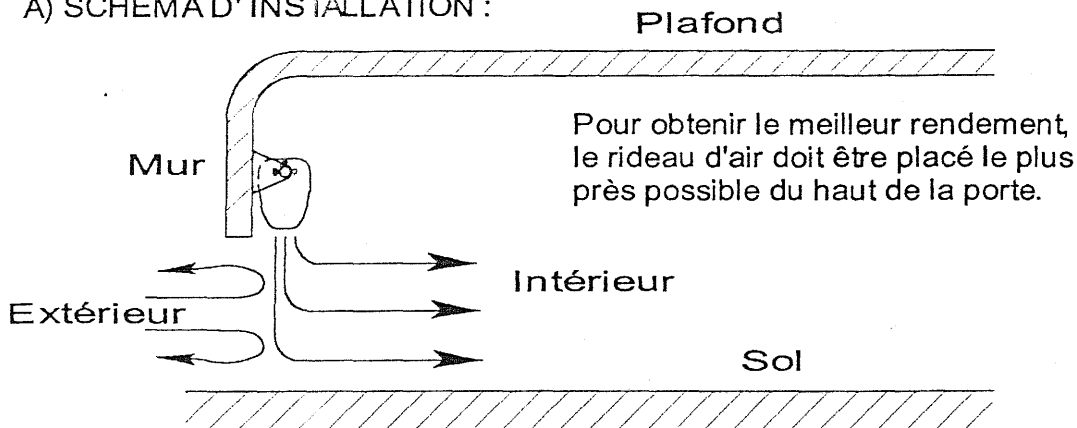 A) SCHEMA D'INSTALLATION :
Plafond
Pour obtenir le meilleur rendement,
le rideau d'air doit être placé le plus
près possible du haut de la porte.
Mur
Intérieur
Extérieur
Sol